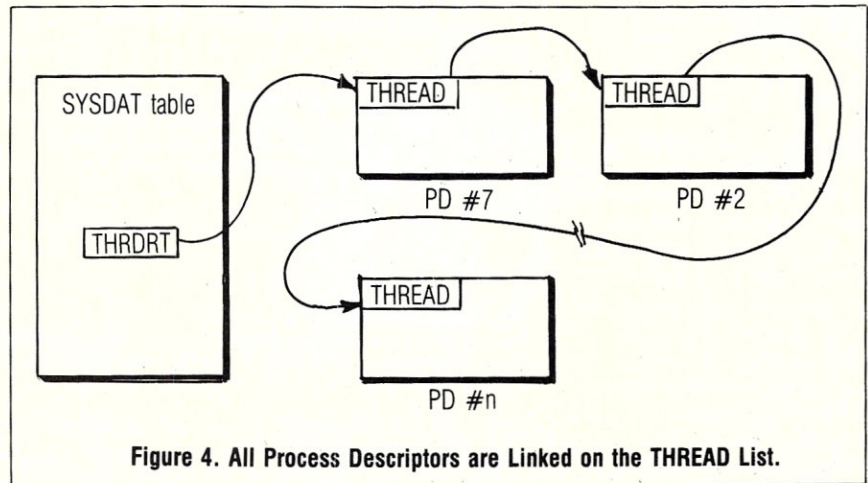 SYSDAT table
THRDRT
THREAD
PD #7
THREAD
PD #2
THREAD
PD #n
Figure 4. All Process Descriptors are Linked on the THREAD List.